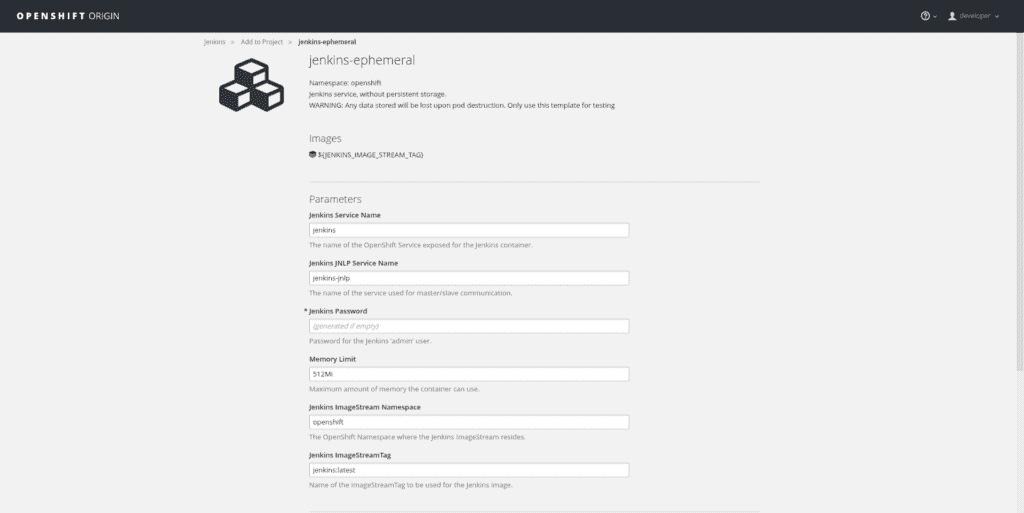 OPENSHIFT ORIGIN
developer
Jenkins » Add to Project » jenkins-ephemeral
jenkins-ephemeral
Namespace: openshift
Jenkins service, without persistent storage.
WARNING: Any data stored will be lost upon pod destruction. Only use this template for testing
Images
${JENKINS_IMAGE_STREAM_TAG}
Parameters
Jenkins Service Name
jenkins
The name of the OpenShift Service exposed for the Jenkins container.
Jenkins JNLP Service Name
jenkins-jnlp
The name of the service used for master/slave communication.
* Jenkins Password
(generated if empty)
Password for the Jenkins 'admin' user.
Memory Limit
512Mi
Maximum amount of memory the container can use.
Jenkins ImageStream Namespace
openshift
The OpenShift Namespace where the Jenkins ImageStream resides.
Jenkins ImageStreamTag
jenkins:latest
Name of the ImageStreamTag to be used for the Jenkins image.